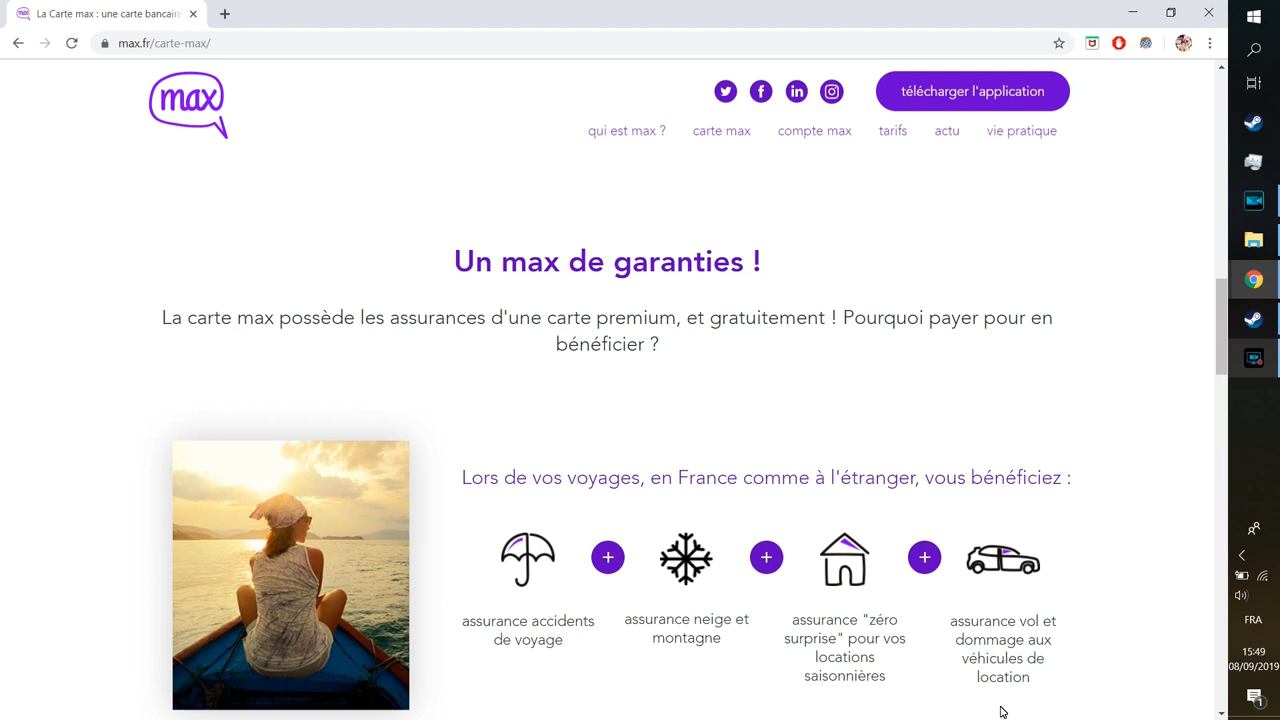 La Carte max : une carte bancaire
max.fr/carte-max/
max
télécharger l'application
qui est max ?
carte max
compte max
tarifs
actu
vie pratique
Un max de garanties !
La carte max possède les assurances d'une carte premium, et gratuitement ! Pourquoi payer pour en
bénéficier ?
Lors de vos voyages, en France comme à l'étranger, vous bénéficiez :
assurance accidents
de voyage
assurance neige et
montagne
assurance "zéro
surprise" pour vos
locations
saisonnières
assurance vol et
dommage aux
véhicules de
location
FRA
15:49
08/09/2019
1